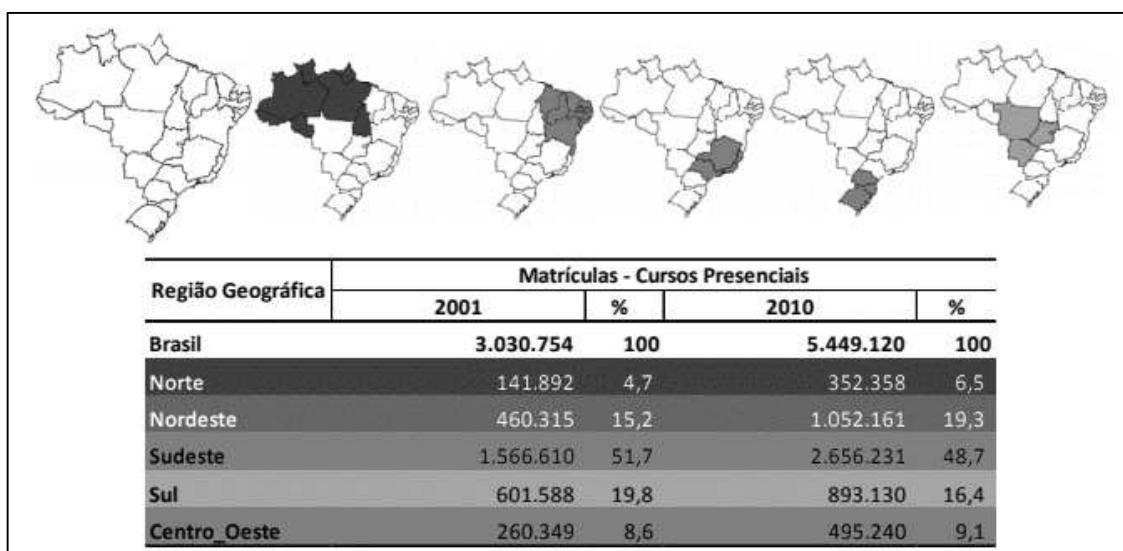 Região Geográfica Matrículas - Cursos Presenciais
2001 % 2010 %
Brasil 3.030.754 100 5.449.120 100
Norte 141.892 4,7 352.358 6,5
Nordeste 460.315 15,2 1.052.161 19,3
Sudeste 1.566.610 51,7 2.656.231 48,7
Sul 601.588 19,8 893.130 16,4
Centro_Oeste 260.349 8,6 495.240 9,1